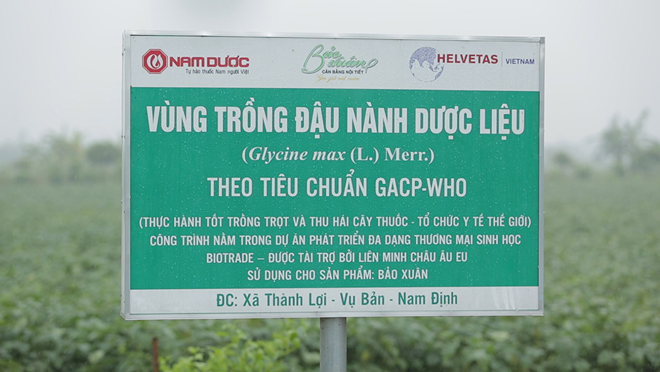 NAM DƯỢC
Tự hào thuốc Nam người Việt
Bảo Xuân
CÂN BẰNG NỘI TIẾT
HELVETAS | VIETNAM
VÙNG TRỒNG ĐẬU NÀNH DƯỢC LIỆU
(Glycine max (L.) Merr.)
THEO TIÊU CHUẨN GACP-WHO
(THỰC HÀNH TỐT TRỒNG TRỌT VÀ THU HÁI CÂY THUỐC - TỔ CHỨC Y TẾ THẾ GIỚI)
CÔNG TRÌNH NẰM TRONG DỰ ÁN PHÁT TRIỂN ĐA DẠNG THƯƠNG MẠI SINH HỌC
BIOTRADE – ĐƯỢC TÀI TRỢ BỞI LIÊN MINH CHÂU ÂU EU
SỬ DỤNG CHO SẢN PHẨM: BẢO XUÂN
ĐC: Xã Thành Lợi - Vụ Bản - Nam Định